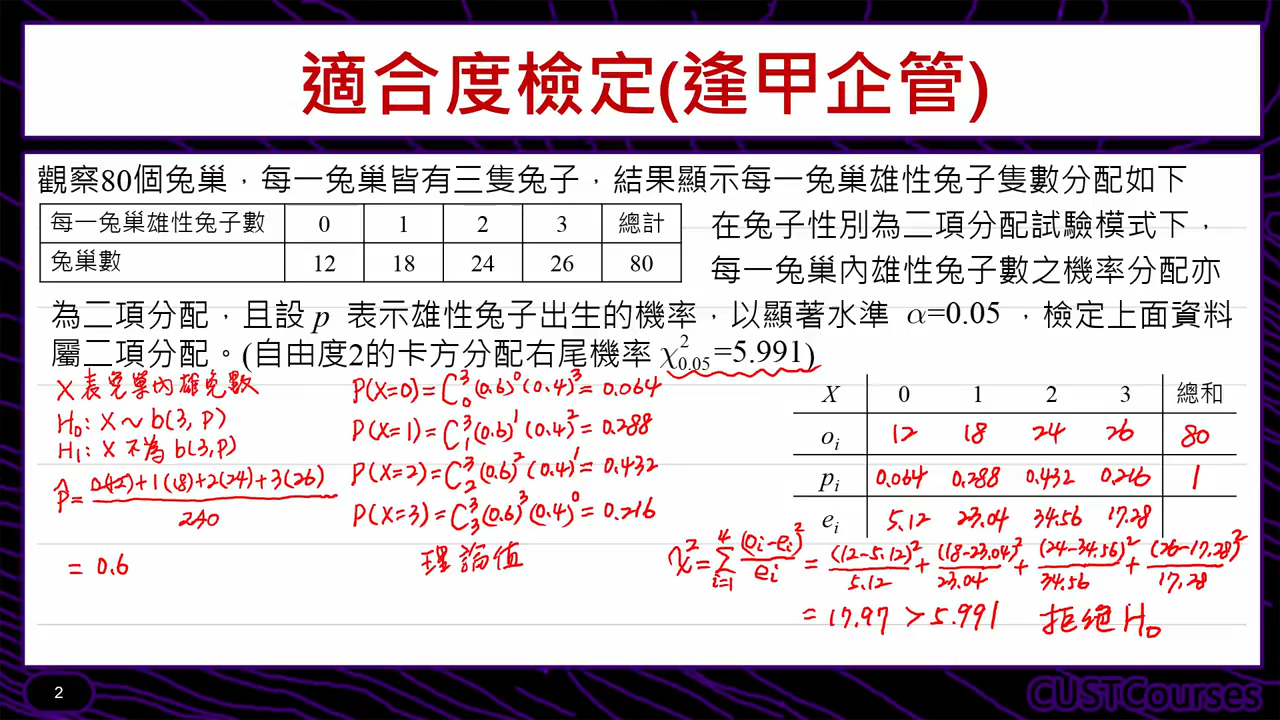 適合度檢定(逢甲企管)
觀察80個兔巢，每一兔巢皆有三隻兔子，結果顯示每一兔巢雄性兔子隻數分配如下
每一兔巢雄性兔子數 0 1 2 3 總計
兔巢數 12 18 24 26 80
在兔子性別為二項分配試驗模式下，
每一兔巢內雄性兔子數之機率分配亦
為二項分配，且設 p 表示雄性兔子出生的機率，以顯著水準 α=0.05 ，檢定上面資料
屬二項分配。(自由度2的卡方分配右尾機率 χ²₀.₀₅=5.991)
X 表兔巢內雄兔數
H₀: X ~ b(3, P)
H₁: X 不為 b(3,P)
P̂ = (0(12)+1(18)+2(24)+3(26)) / 240
= 0.6
P(X=0) = C³₀ (0.6)⁰ (0.4)³ = 0.064
P(X=1) = C³₁ (0.6)¹ (0.4)² = 0.288
P(X=2) = C³₂ (0.6)² (0.4)¹ = 0.432
P(X=3) = C³₃ (0.6)³ (0.4)⁰ = 0.216
理論值
X 0 1 2 3 總和
oᵢ 12 18 24 26 80
pᵢ 0.064 0.288 0.432 0.216 1
eᵢ 5.12 23.04 34.56 17.28
χ² = Σ⁴ᵢ₌₁ (oᵢ-eᵢ)²/eᵢ = (12-5.12)²/5.12 + (18-23.04)²/23.04 + (24-34.56)²/34.56 + (26-17.28)²/17.28
= 17.97 > 5.991 拒絕 H₀
2
CUSTCourses